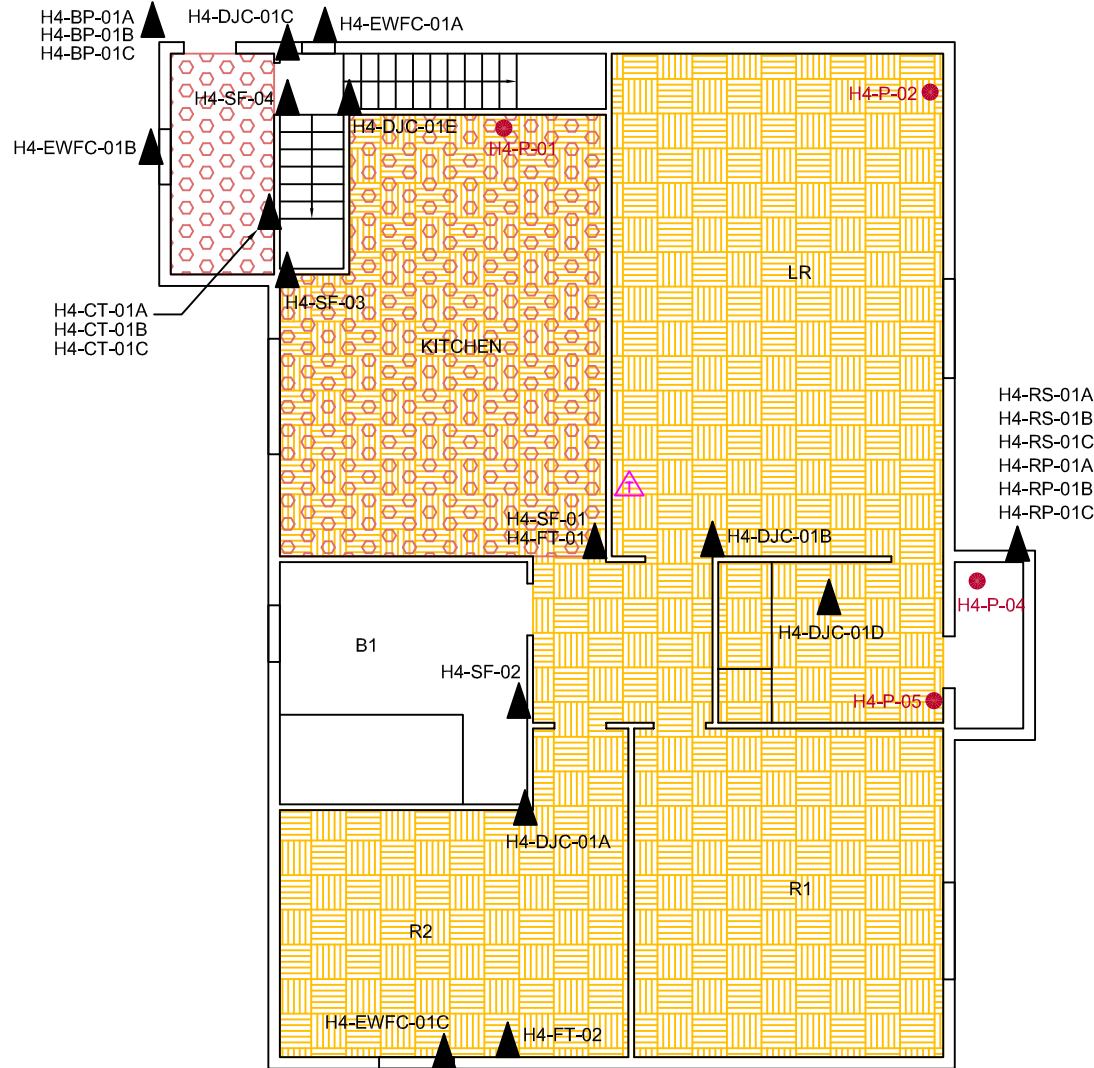 H4-BP-01A
H4-BP-01B
H4-BP-01C
H4-DJC-01C
H4-EWFC-01A
H4-SF-04
H4-DJC-01E
H4-P-02
H4-EWFC-01B
H4-P-01
LR
H4-SF-03
H4-CT-01A
H4-CT-01B
H4-CT-01C
KITCHEN
H4-RS-01A
H4-RS-01B
H4-RS-01C
H4-RP-01A
H4-RP-01B
H4-RP-01C
T
H4-SF-01
H4-FT-01
H4-DJC-01B
H4-P-04
H4-DJC-01D
B1
H4-SF-02
H4-P-05
H4-DJC-01A
R1
R2
H4-EWFC-01C
H4-FT-02